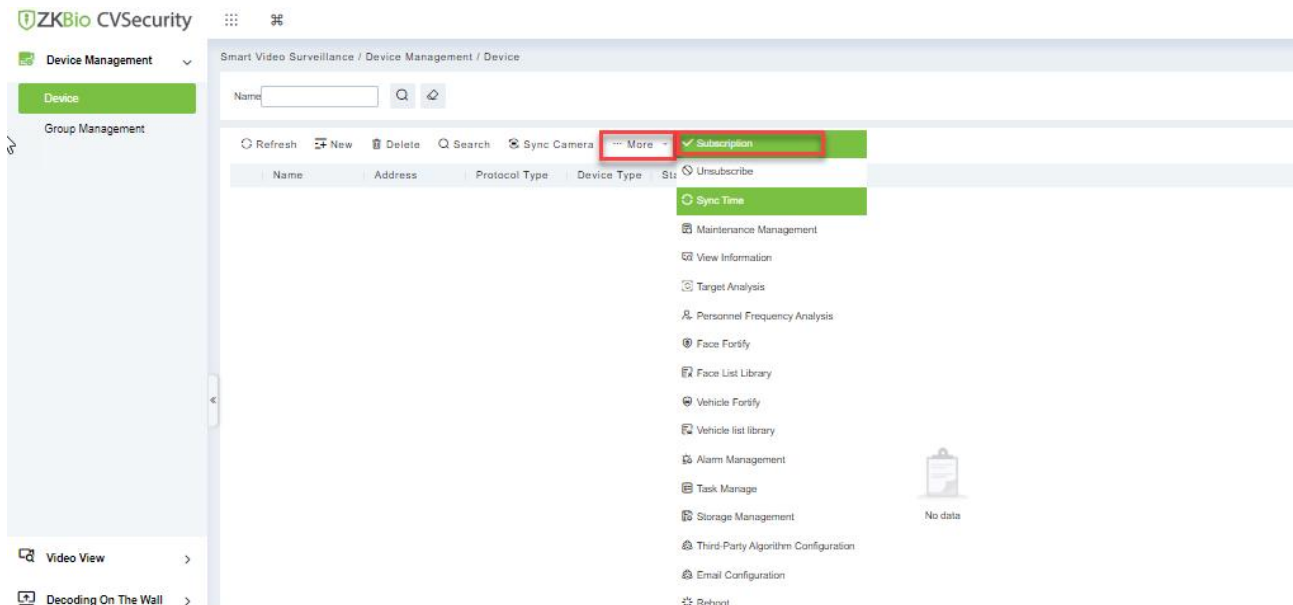 ZKBio CVSecurity
Device Management
Smart Video Surveillance / Device Management / Device
Device
Name
Group Management
Refresh New Delete Search Sync Camera ··· More Subscription
Name Address Protocol Type Device Type Sta Unsubscribe
Sync Time
Maintenance Management
View Information
Target Analysis
Personnel Frequency Analysis
Face Fortify
Face List Library
Vehicle Fortify
Vehicle list library
Alarm Management
Task Manage
Storage Management
No data
Third-Party Algorithm Configuration
Video View
Email Configuration
Decoding On The Wall
Reboot